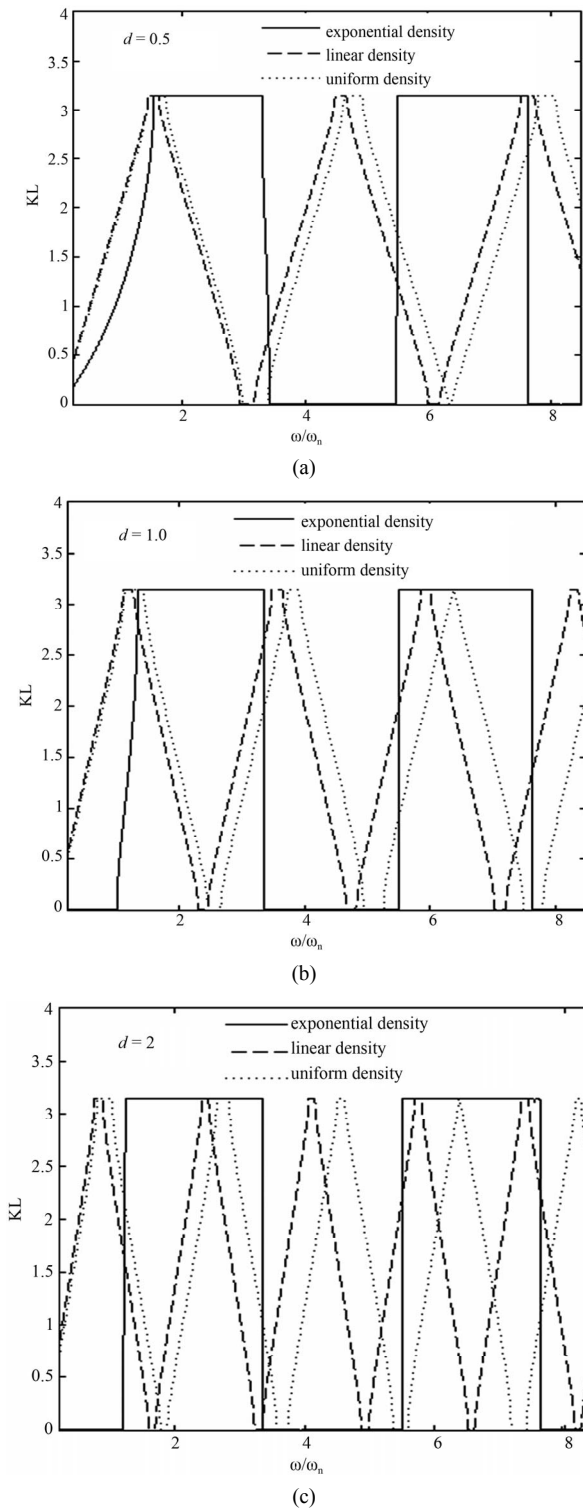 4
d = 0.5
exponential density
linear density
uniform density
3.5
3
2.5
KL
2
1.5
1
0.5
0
2 4 6 8
ω/ωn
(a)
4
d = 1.0
exponential density
linear density
uniform density
3.5
3
2.5
KL
2
1.5
1
0.5
0
2 4 6 8
ω/ωn
(b)
4
d = 2
exponential density
linear density
uniform density
3.5
3
2.5
KL
2
1.5
1
0.5
0
2 4 6 8
ω/ωn
(c)